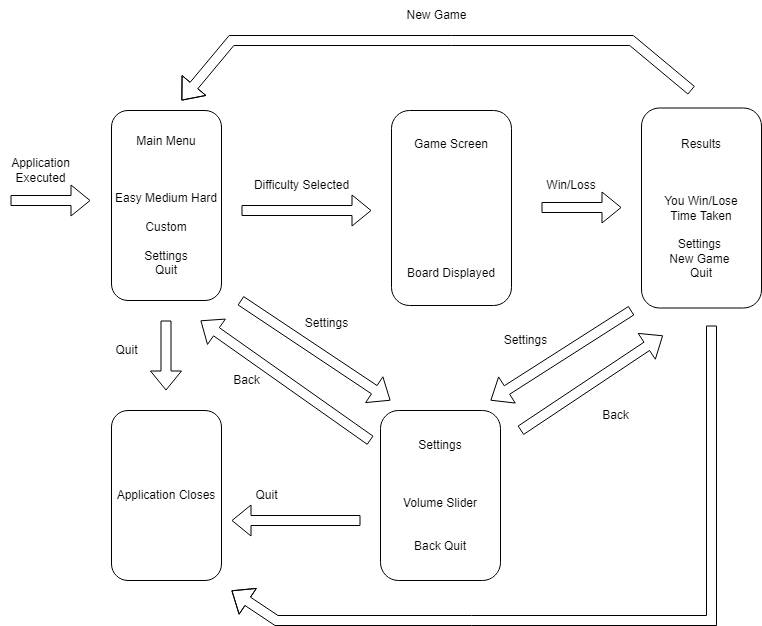 New Game
Application
Executed
Main Menu
Easy Medium Hard
Custom
Settings
Quit
Difficulty Selected
Game Screen
Board Displayed
Win/Loss
Results
You Win/Lose
Time Taken
Settings
New Game
Quit
Quit
Settings
Back
Settings
Back
Application Closes
Quit
Settings
Volume Slider
Back Quit